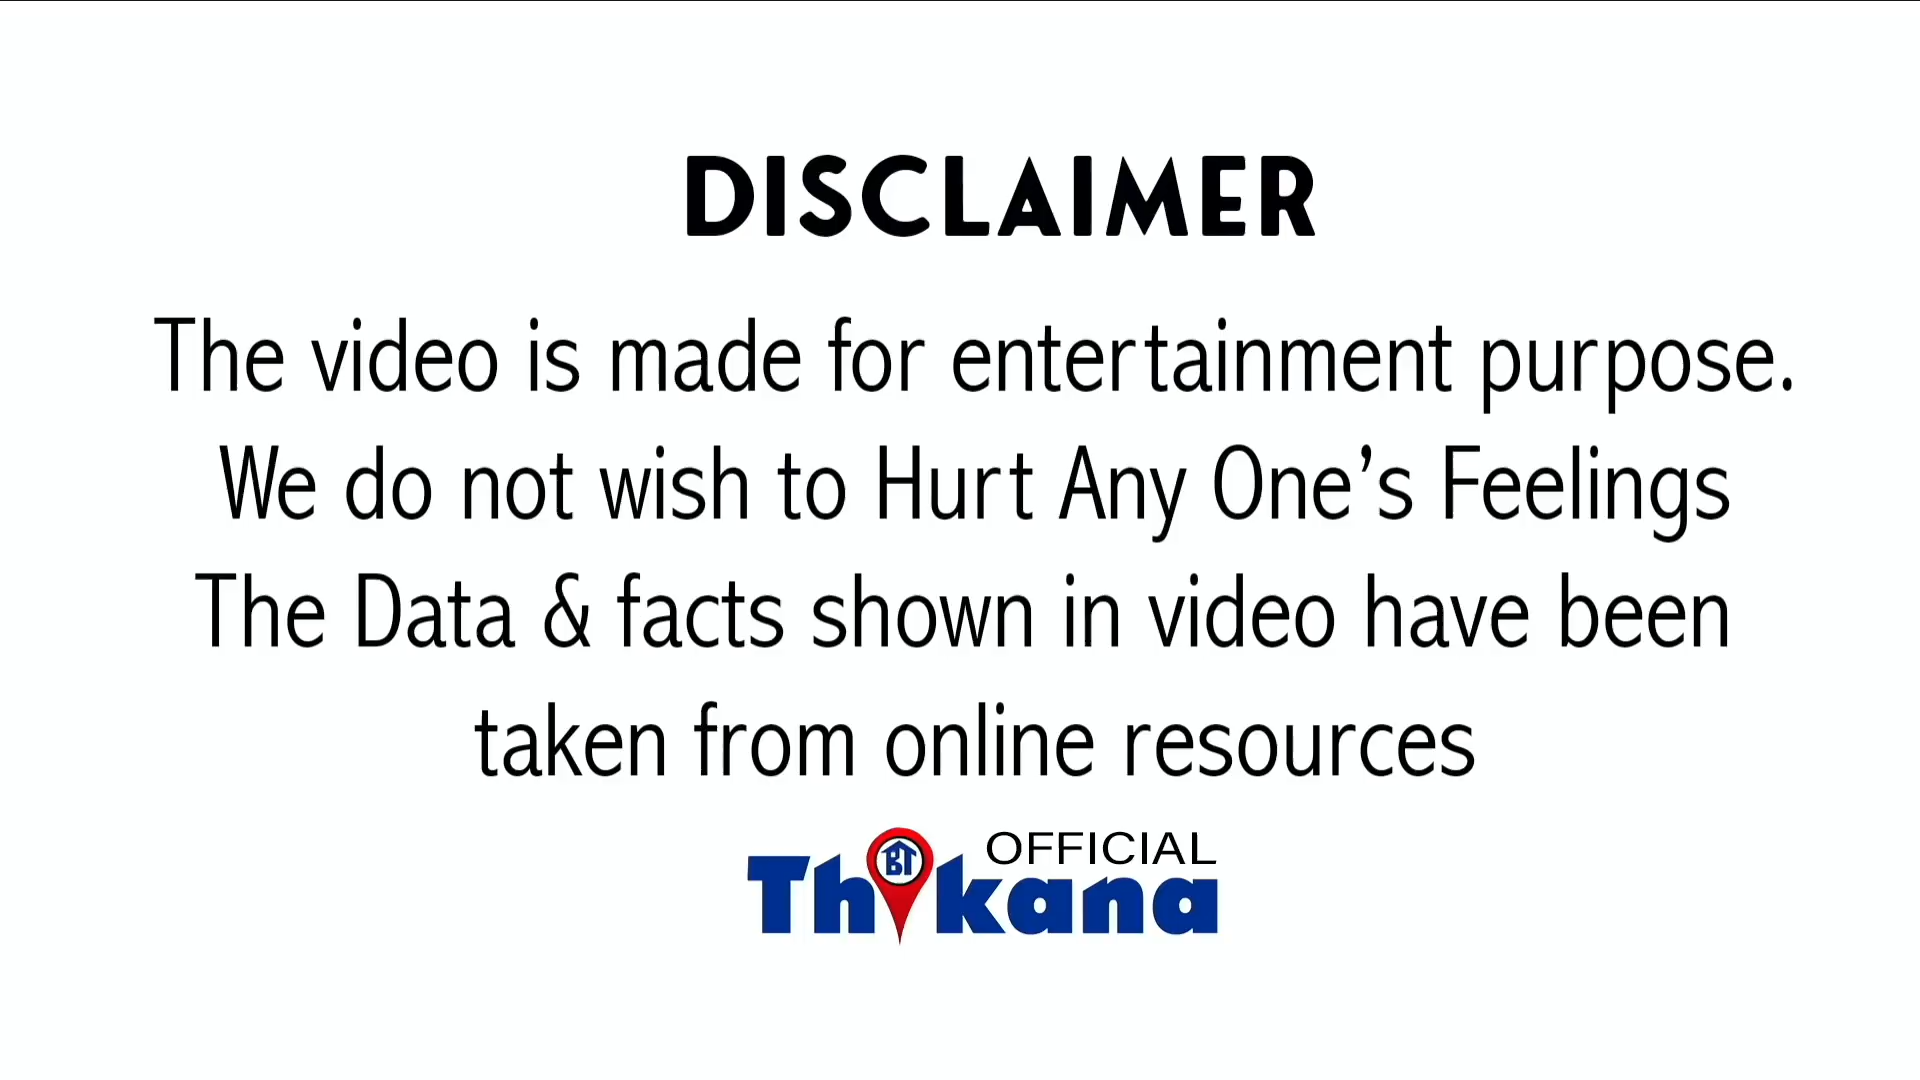 DISCLAIMER
The video is made for entertainment purpose.
We do not wish to Hurt Any One’s Feelings
The Data & facts shown in video have been
taken from online resources
OFFICIAL
BT
Thikana